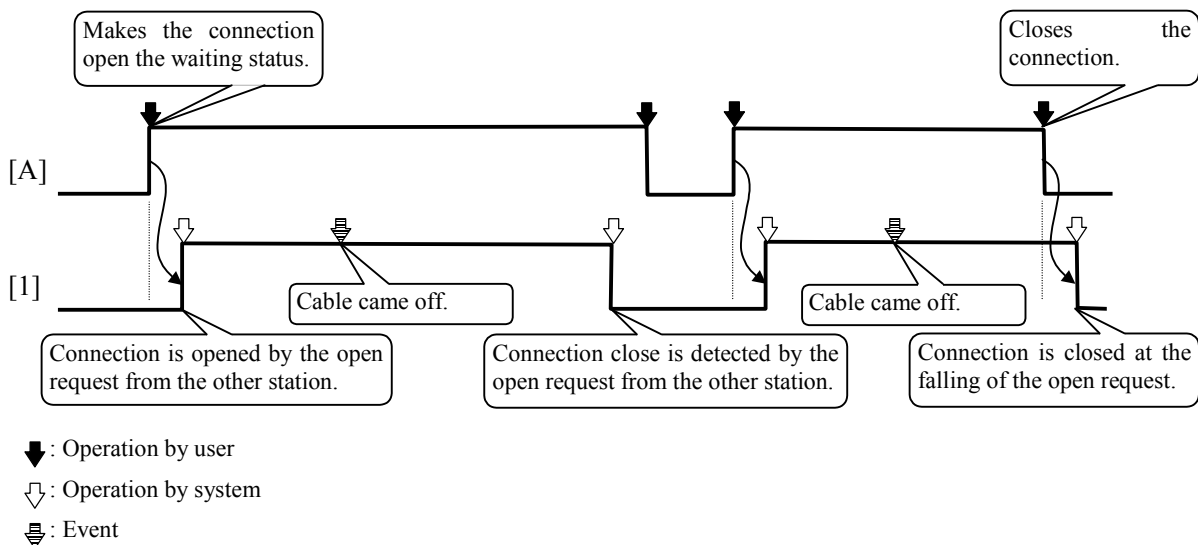 Makes the connection
open the waiting status.
Closes the
connection.
[A]
[1]
Cable came off.
Cable came off.
Connection is opened by the open
request from the other station.
Connection close is detected by the
open request from the other station.
Connection is closed at the
falling of the open request.
: Operation by user
: Operation by system
: Event